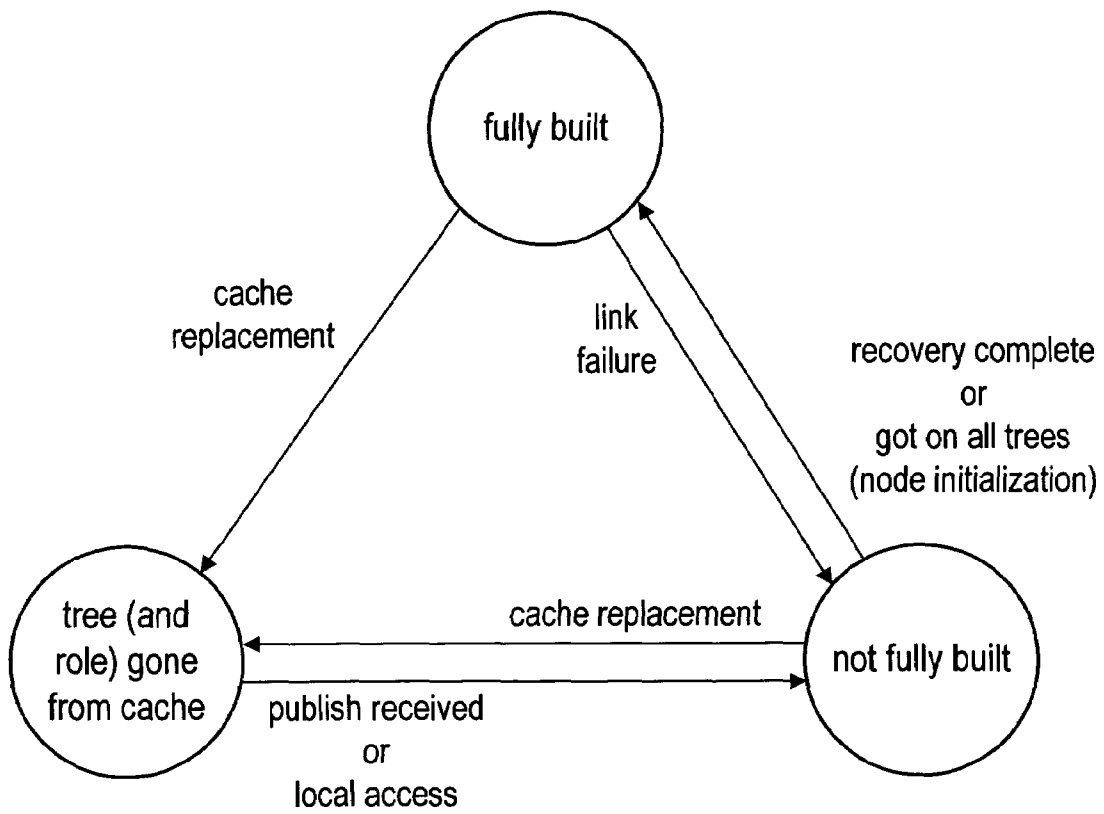 fully built
cache
replacement
link
failure
recovery complete
or
got on all trees
(node initialization)
tree (and
role) gone
from cache
cache replacement
not fully built
publish received
or
local access